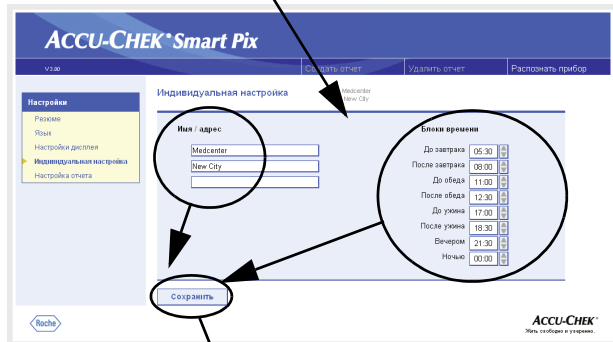 ACCU-CHEK® Smart Pix
V 3.00
Создать отчет
Удалить отчет
Распознать прибор
Настройки
Резюме
Язык
Настройки дисплея
Индивидуальная настройка
Настройка отчета
Индивидуальная настройка
Medcenter
New City
Имя / адрес
Medcenter
New City
Блоки времени
До завтрака 05:30
После завтрака 08:00
До обеда 11:00
После обеда 12:30
До ужина 17:00
После ужина 18:30
Вечером 21:30
Ночью 00:00
Сохранить
Roche
ACCU-CHEK®
Жить свободно и уверенно.